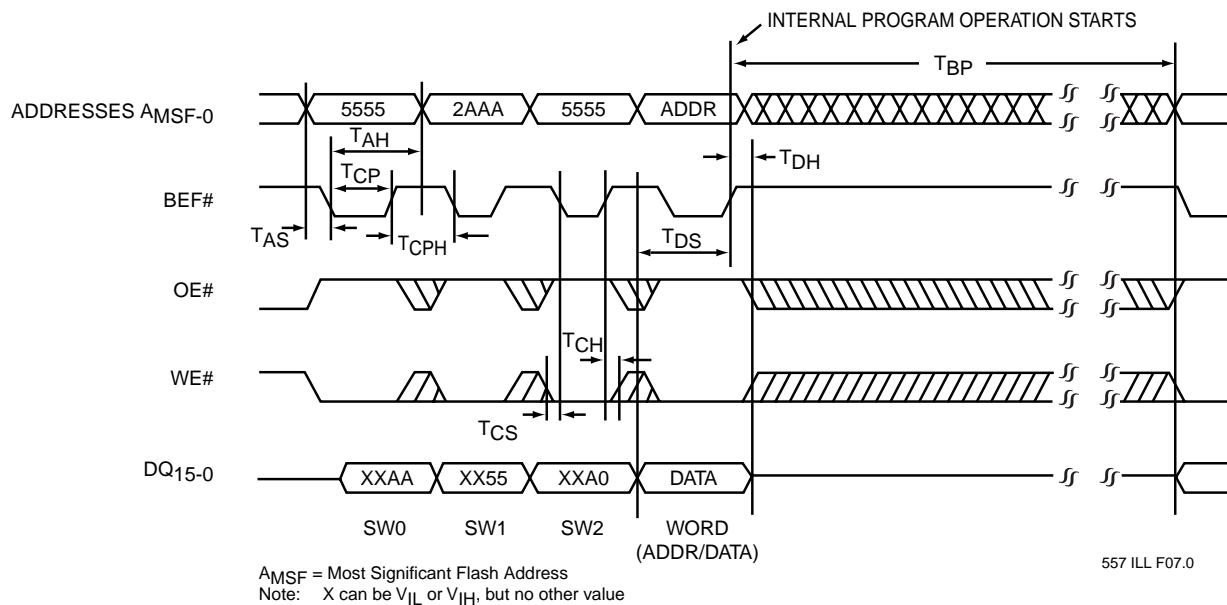 INTERNAL PROGRAM OPERATION STARTS
TBP
ADDRESSES AMSF-0
5555
2AAA
5555
ADDR
TAH
TDH
TCP
BEF#
TAS
TCPH
TDS
OE#
TCH
WE#
TCS
DQ15-0
XXAA
XX55
XXA0
DATA
SW0
SW1
SW2
WORD
(ADDR/DATA)
557 ILL F07.0
AMSF = Most Significant Flash Address
Note: X can be VIL or VIH, but no other value